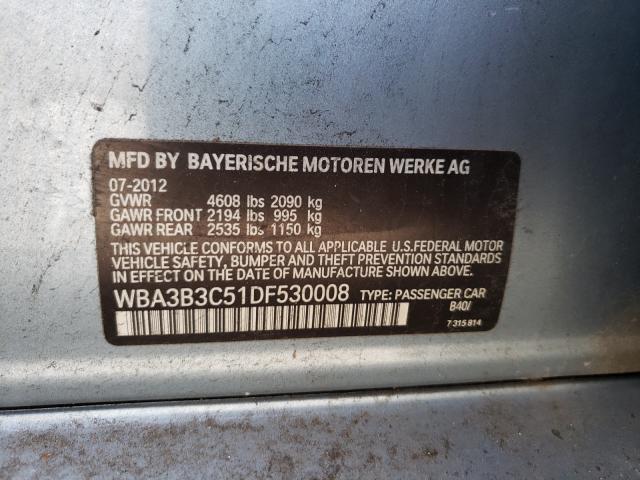 MFD BY BAYERISCHE MOTOREN WERKE AG
07-2012
GVWR 4608 lbs 2090 kg
GAWR FRONT 2194 lbs 995 kg
GAWR REAR 2535 lbs 1150 kg
THIS VEHICLE CONFORMS TO ALL APPLICABLE U.S.FEDERAL MOTOR
VEHICLE SAFETY, BUMPER AND THEFT PREVENTION STANDARDS
IN EFFECT ON THE DATE OF MANUFACTURE SHOWN ABOVE.
WBA3B3C51DF530008 TYPE: PASSENGER CAR
B40/
7 315 814